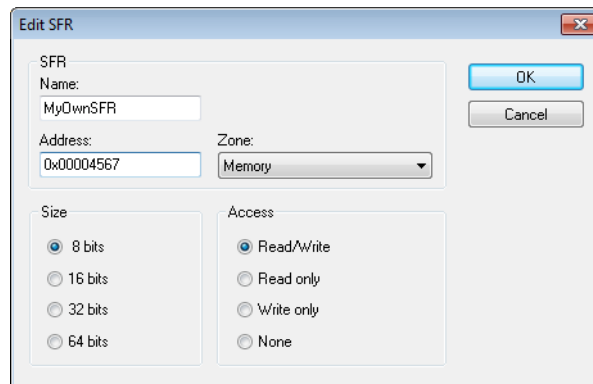 Edit SFR
SFR
Name:
MyOwnSFR
Address:
0x00004567
Zone:
Memory
OK
Cancel
Size
8 bits
16 bits
32 bits
64 bits
Access
Read/Write
Read only
Write only
None